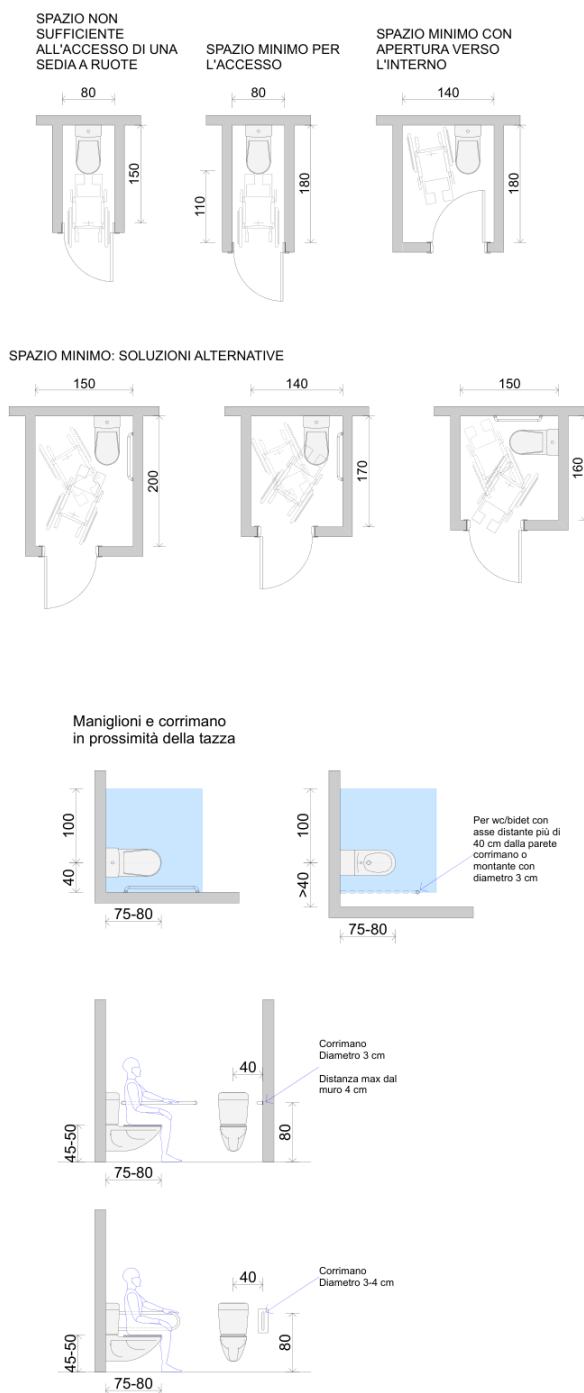 SPAZIO NON
SUFFICIENTE
ALL'ACCESSO DI UNA
SEDIA A RUOTE
SPAZIO MINIMO PER
L'ACCESSO
SPAZIO MINIMO CON
APERTURA VERSO
L'INTERNO
80
150
80
110
180
140
180
SPAZIO MINIMO: SOLUZIONI ALTERNATIVE
150
200
140
170
150
160
Maniglioni e corrimano
in prossimità della tazza
100
40
75-80
100
>40
75-80
Per wc/bidet con
asse distante più di
40 cm dalla parete
corrimano o
montante con
diametro 3 cm
45-50
75-80
40
80
Corrimano
Diametro 3 cm
Distanza max dal
muro 4 cm
45-50
75-80
40
80
Corrimano
Diametro 3-4 cm